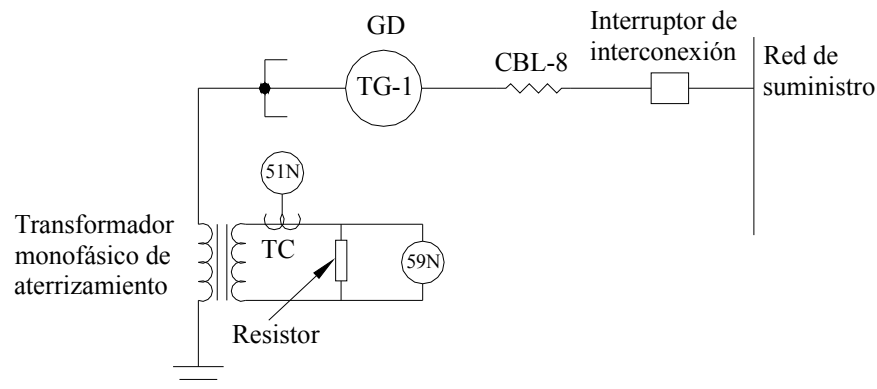 GD
TG-1
CBL-8
Interruptor de
interconexión
Red de
suministro
51N
TC
59N
Transformador
monofásico de
aterrizamiento
Resistor